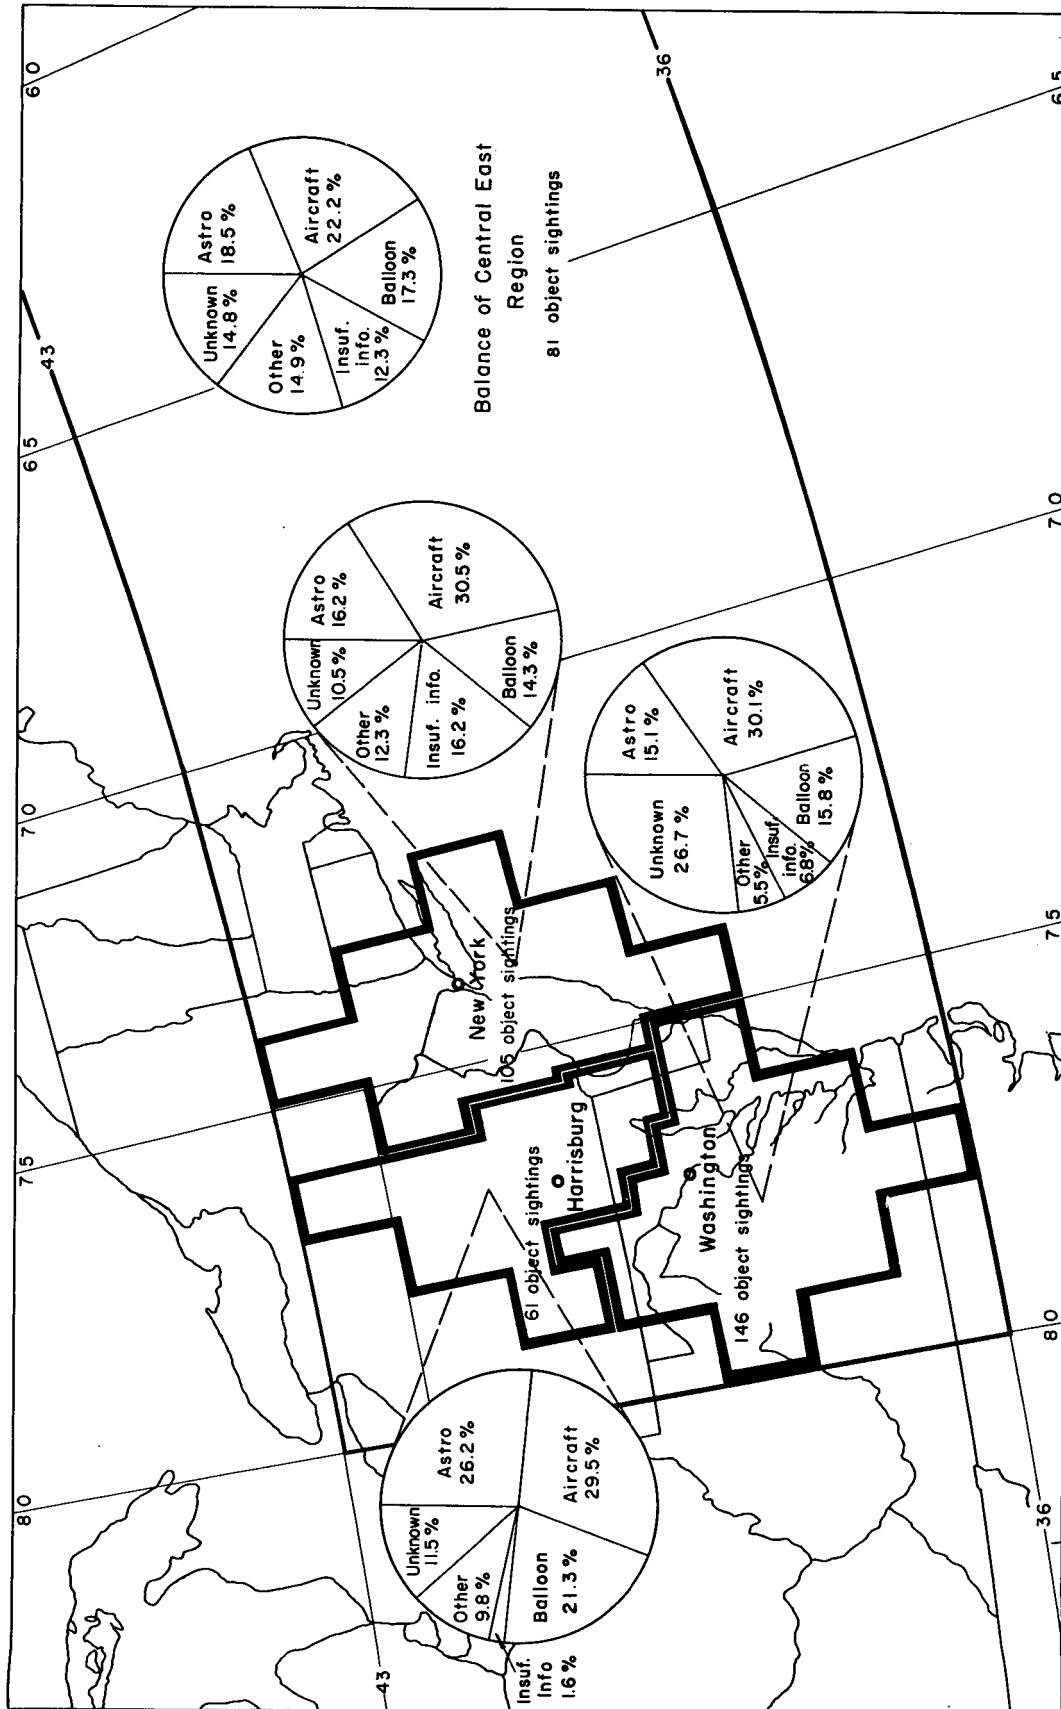 60
65
70
75
80
43
36
65
70
75
80
36
43
Astro
18.5 %
Aircraft
22.2 %
Balloon
17.3 %
Insuf.
info.
12.3 %
Other
14.9 %
Unknown
14.8 %
Balance of Central East
Region
81 object sightings
Astro
16.2 %
Aircraft
30.5 %
Balloon
14.3 %
Insuf. info.
16.2 %
Other
12.3 %
Unknown
10.5 %
New York
105 object sightings
Astro
15.1 %
Aircraft
30.1 %
Balloon
15.8 %
Insuf.
info.
6.8 %
Other
5.5%
Unknown
26.7 %
Washington
146 object sightings
Harrisburg
61 object sightings
Astro
26.2 %
Aircraft
29.5 %
Balloon
21.3 %
Insuf.
Info
1.6 %
Other
9.8 %
Unknown
11.5 %